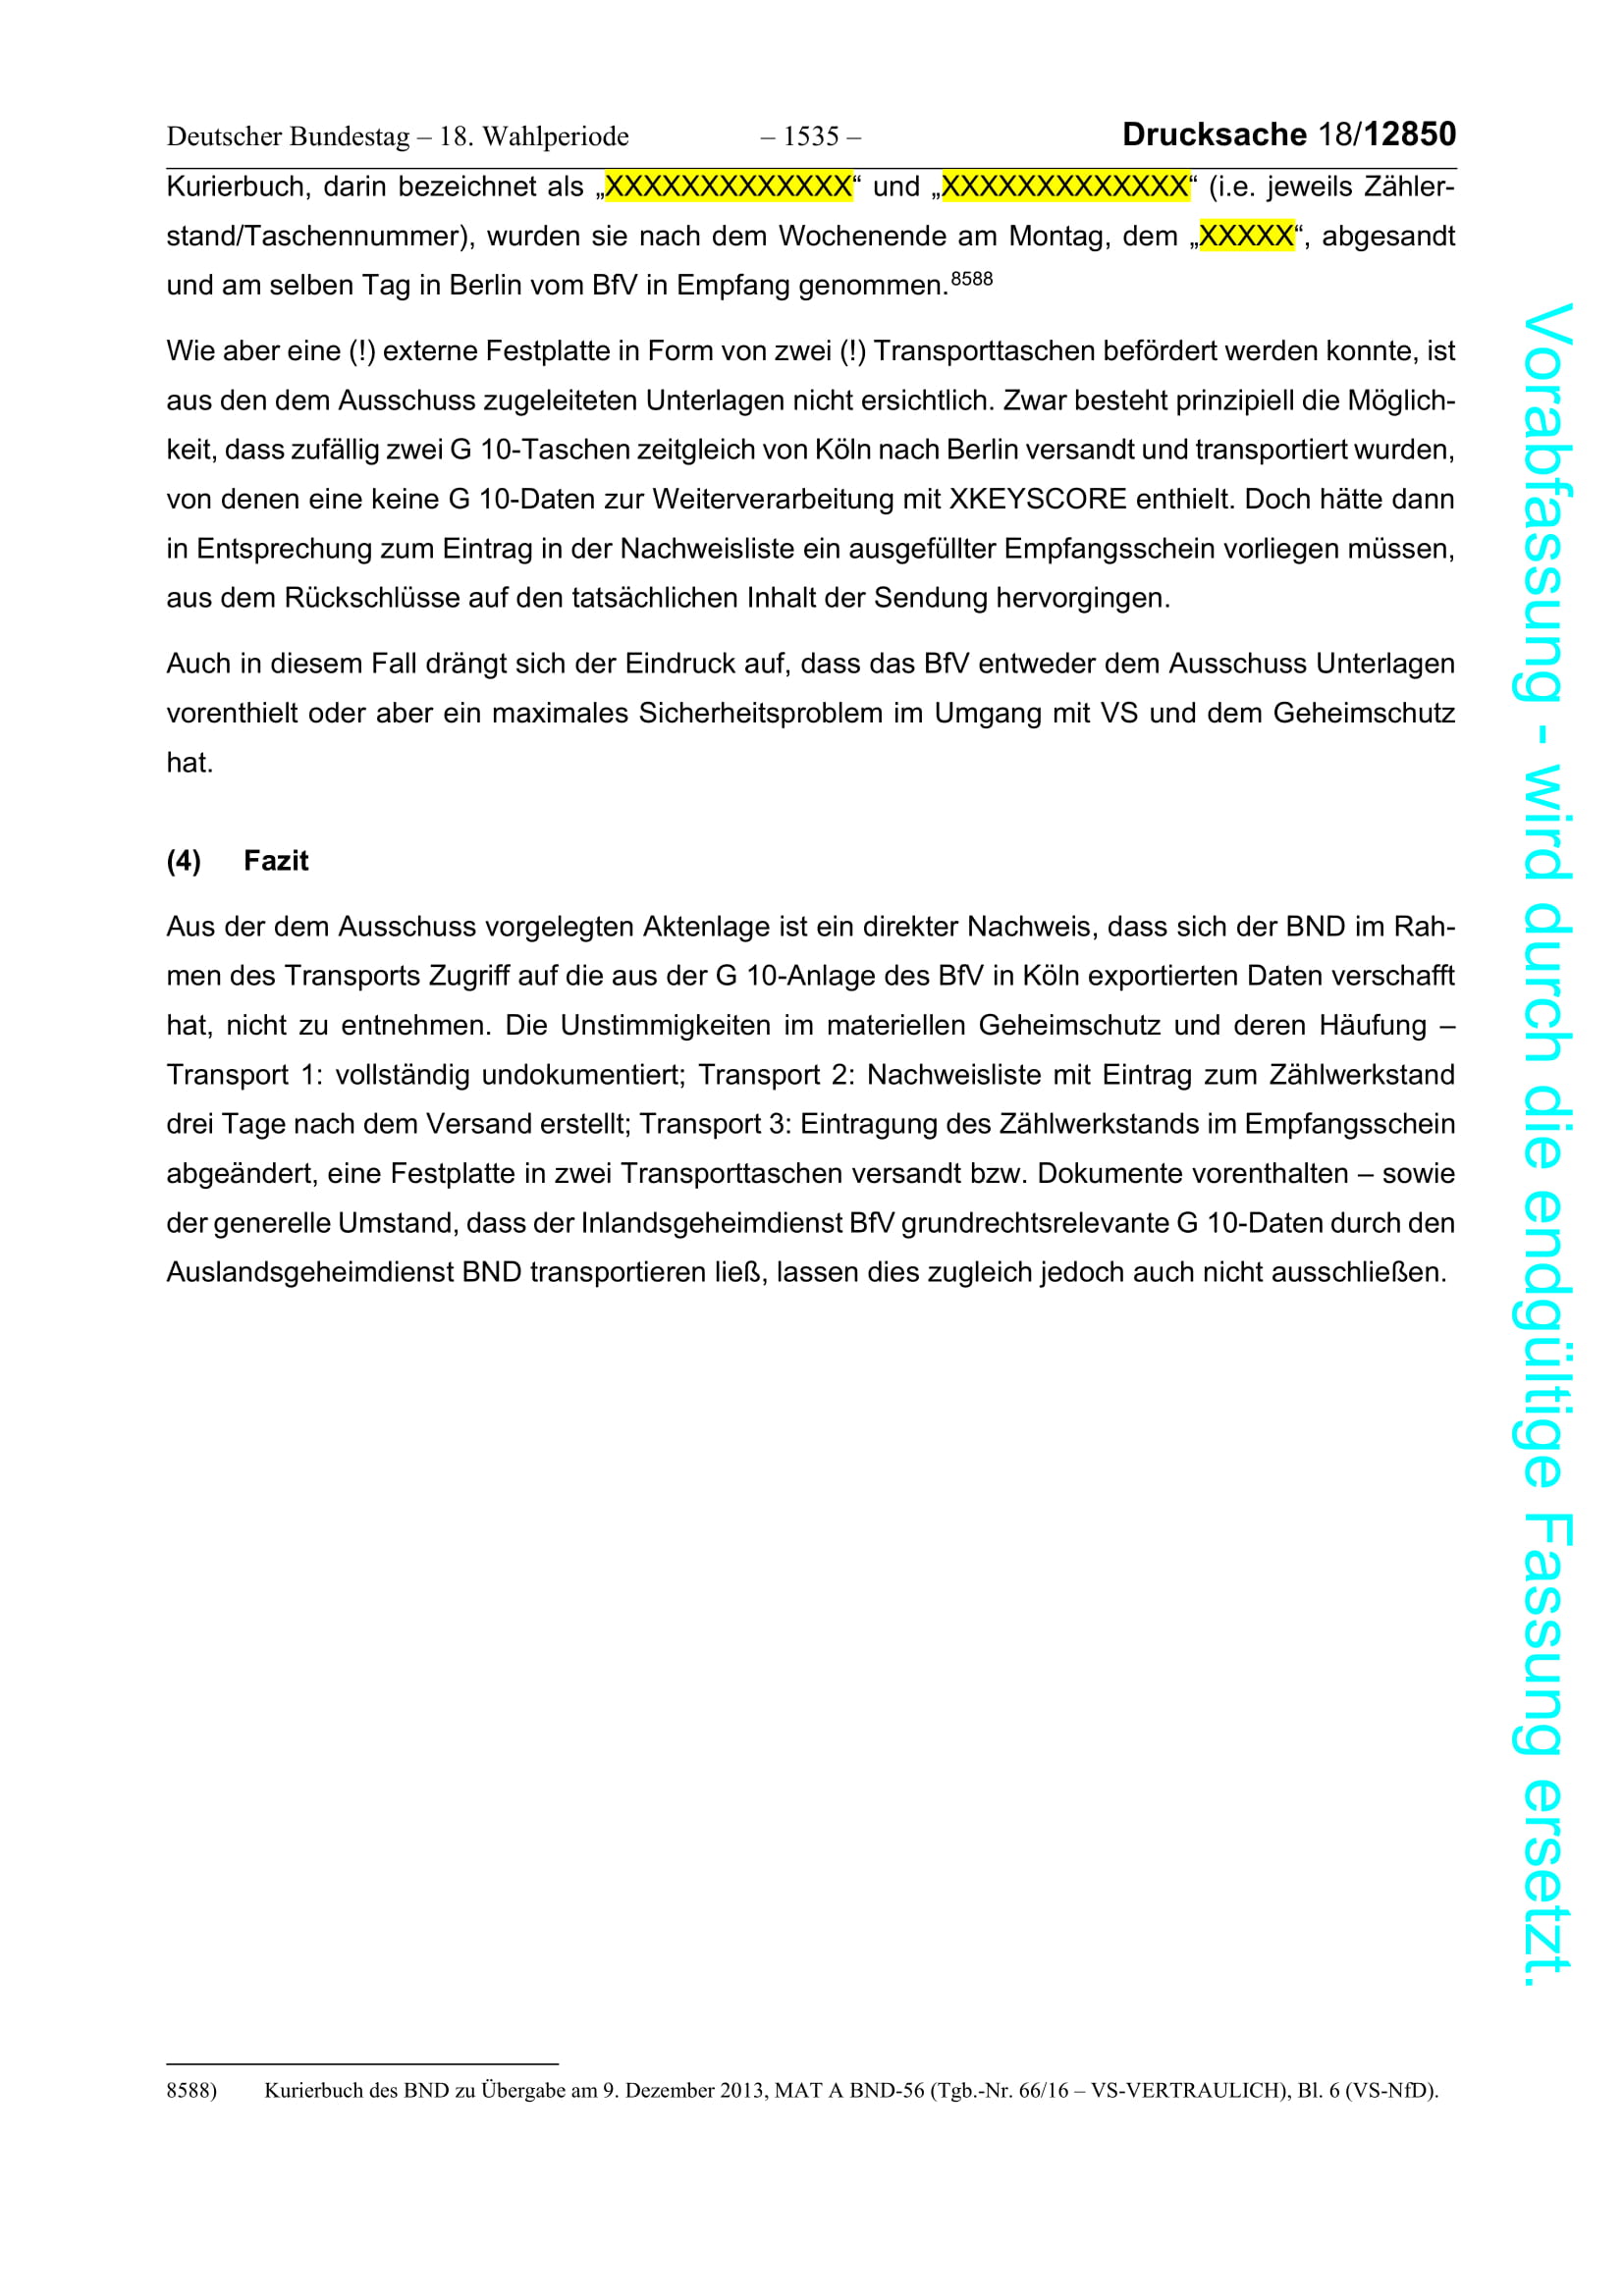 Deutscher Bundestag – 18. Wahlperiode – 1535 – Drucksache 18/12850
Kurierbuch, darin bezeichnet als „XXXXXXXXXXXXX“ und „XXXXXXXXXXXXX“ (i.e. jeweils Zähler-
stand/Taschennummer), wurden sie nach dem Wochenende am Montag, dem „XXXXX“, abgesandt
und am selben Tag in Berlin vom BfV in Empfang genommen.8588
Wie aber eine (!) externe Festplatte in Form von zwei (!) Transporttaschen befördert werden konnte, ist
aus den dem Ausschuss zugeleiteten Unterlagen nicht ersichtlich. Zwar besteht prinzipiell die Möglich-
keit, dass zufällig zwei G 10-Taschen zeitgleich von Köln nach Berlin versandt und transportiert wurden,
von denen eine keine G 10-Daten zur Weiterverarbeitung mit XKEYSCORE enthielt. Doch hätte dann
in Entsprechung zum Eintrag in der Nachweisliste ein ausgefüllter Empfangsschein vorliegen müssen,
aus dem Rückschlüsse auf den tatsächlichen Inhalt der Sendung hervorgingen.
Auch in diesem Fall drängt sich der Eindruck auf, dass das BfV entweder dem Ausschuss Unterlagen
vorenthielt oder aber ein maximales Sicherheitsproblem im Umgang mit VS und dem Geheimschutz
hat.
(4) Fazit
Aus der dem Ausschuss vorgelegten Aktenlage ist ein direkter Nachweis, dass sich der BND im Rah-
men des Transports Zugriff auf die aus der G 10-Anlage des BfV in Köln exportierten Daten verschafft
hat, nicht zu entnehmen. Die Unstimmigkeiten im materiellen Geheimschutz und deren Häufung –
Transport 1: vollständig undokumentiert; Transport 2: Nachweisliste mit Eintrag zum Zählwerkstand
drei Tage nach dem Versand erstellt; Transport 3: Eintragung des Zählwerkstands im Empfangsschein
abgeändert, eine Festplatte in zwei Transporttaschen versandt bzw. Dokumente vorenthalten – sowie
der generelle Umstand, dass der Inlandsgeheimdienst BfV grundrechtsrelevante G 10-Daten durch den
Auslandsgeheimdienst BND transportieren ließ, lassen dies zugleich jedoch auch nicht ausschließen.
8588) Kurierbuch des BND zu Übergabe am 9. Dezember 2013, MAT A BND-56 (Tgb.-Nr. 66/16 – VS-VERTRAULICH), Bl. 6 (VS-NfD).
Vorabfassung - wird durch die endgültige Fassung ersetzt.